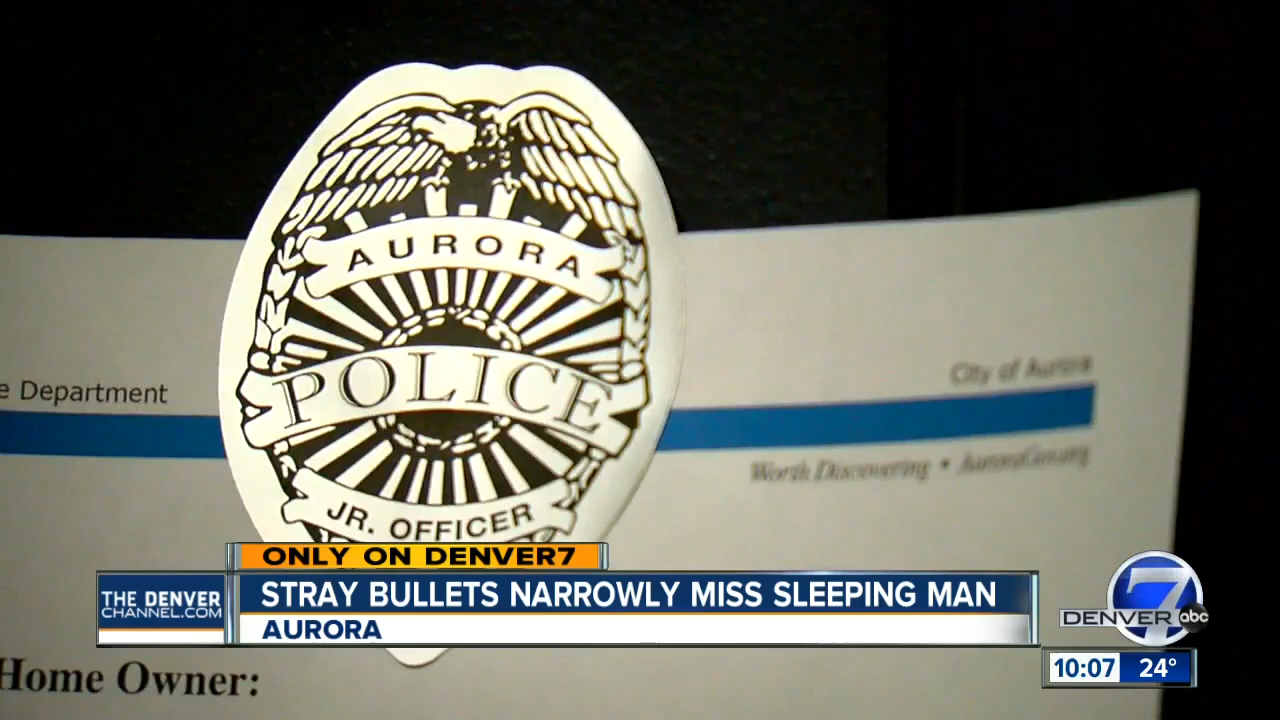 AURORA
POLICE
JR. OFFICER
e Department
City of Aurora
Worth Discovering • AuroraGov.org
Home Owner:
ONLY ON DENVER7
THE DENVER
CHANNEL.COM
STRAY BULLETS NARROWLY MISS SLEEPING MAN
AURORA
7
DENVER abc
10:07 24°